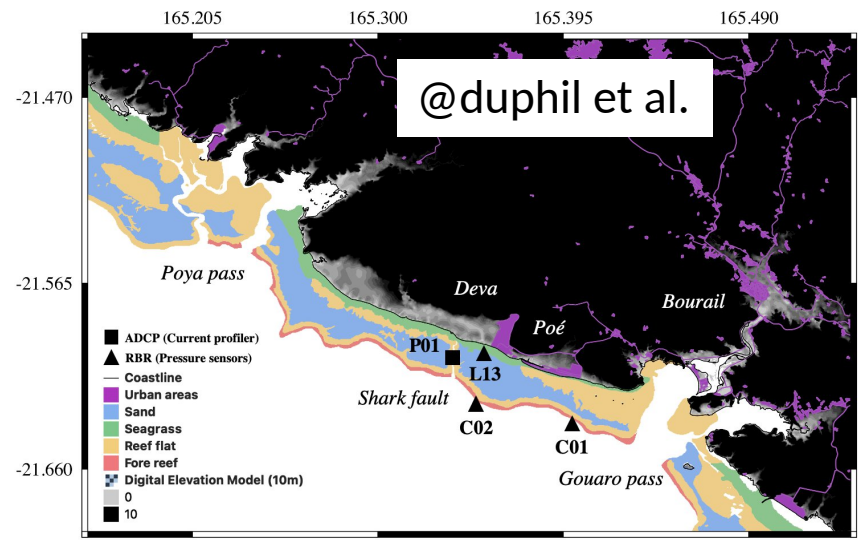 165.205 165.300 165.395 165.490
@duphil et al.
-21.470
Poya pass
-21.565
Deva
Bourail
Poé
ADCP (Current profiler)
P01
RBR (Pressure sensors)
L13
Coastline
Urban areas
Shark fault
Sand
C02
Seagrass
C01
Reef flat
Fore reef
-21.660
Gouaro pass
Digital Elevation Model (10m)
0
10